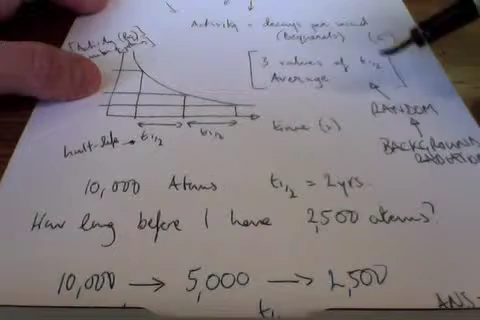 Activity = decays per second
(Becquerels)
[Activity (Bq)]
3 values of t1/2
Average
RANDOM
BACKGROUND
RADIATION
half-life → t1/2 t1/2 time (s)
10,000 Atoms t1/2 = 2yrs.
How long before I have 2,500 atoms?
10,000 → 5,000 → 2,500
ANS